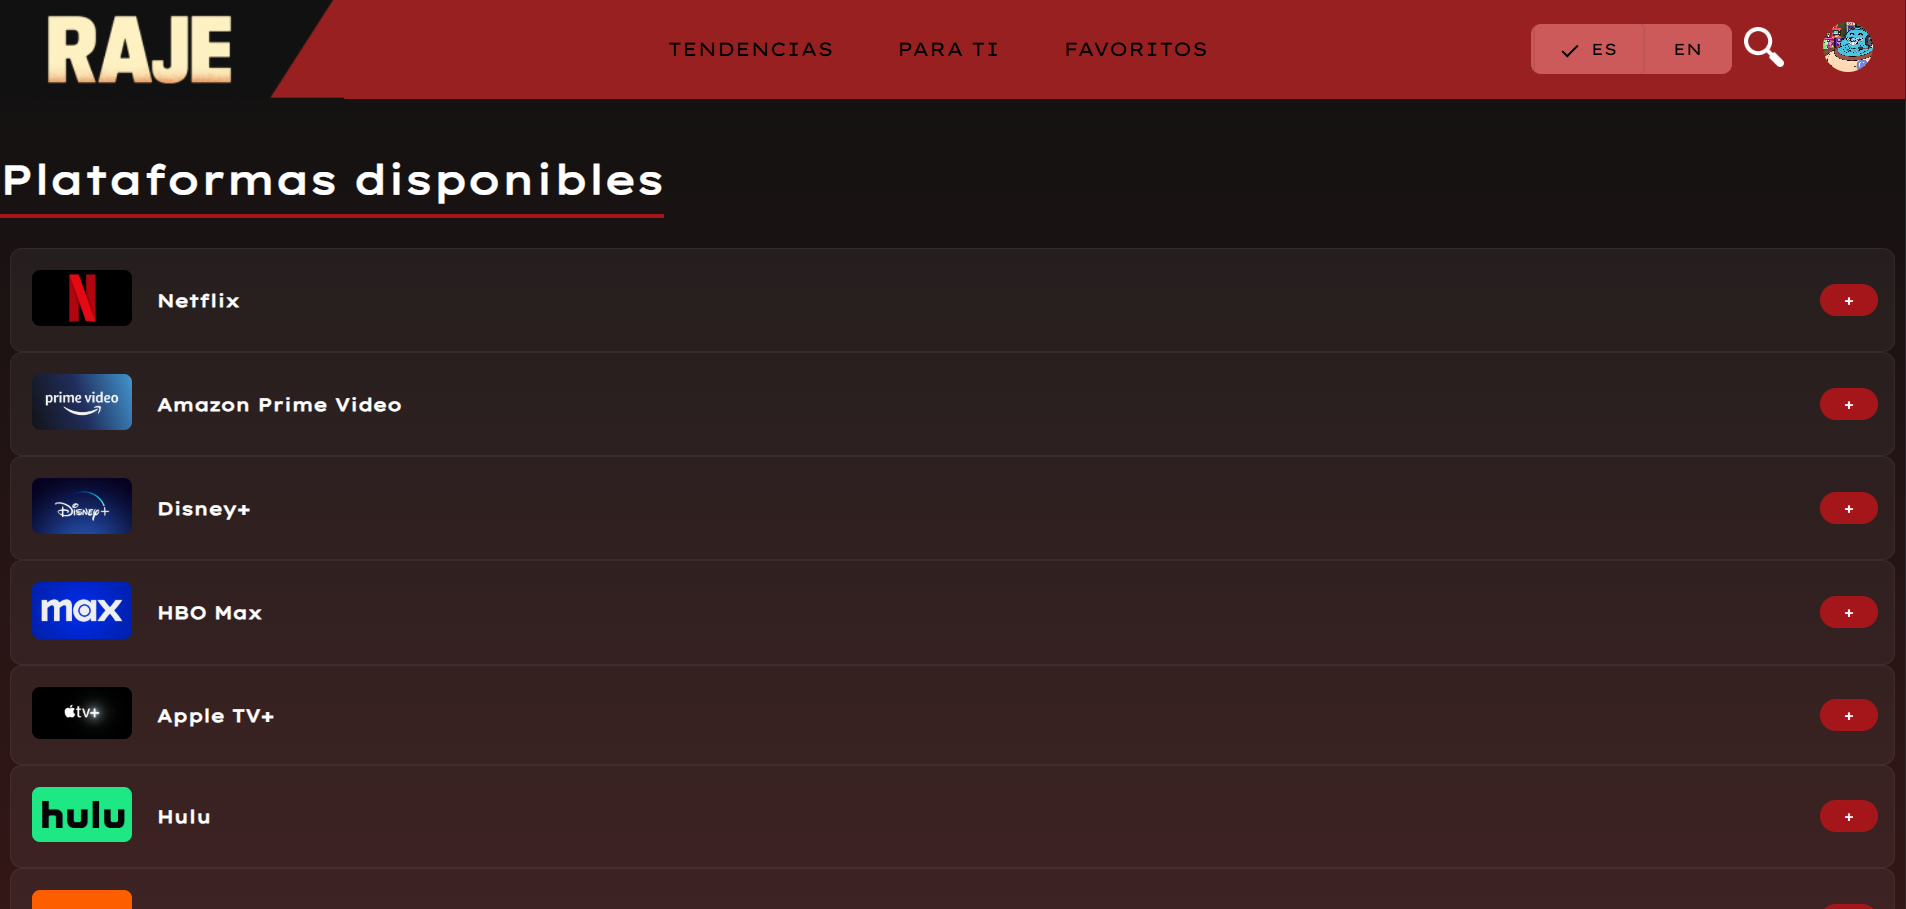 RAJE
TENDENCIAS PARA TI FAVORITOS
ES EN
Plataformas disponibles
N
Netflix
+
prime video
Amazon Prime Video
+
Disney+
Disney+
+
max
HBO Max
+
tv+
Apple TV+
+
hulu
Hulu
+